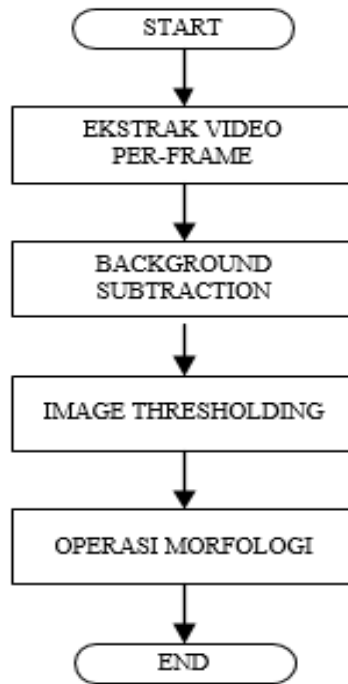 START
EKSTRAK VIDEO
PER-FRAME
BACKGROUND
SUBTRACTION
IMAGE THRESHOLDING
OPERASI MORFOLOGI
END